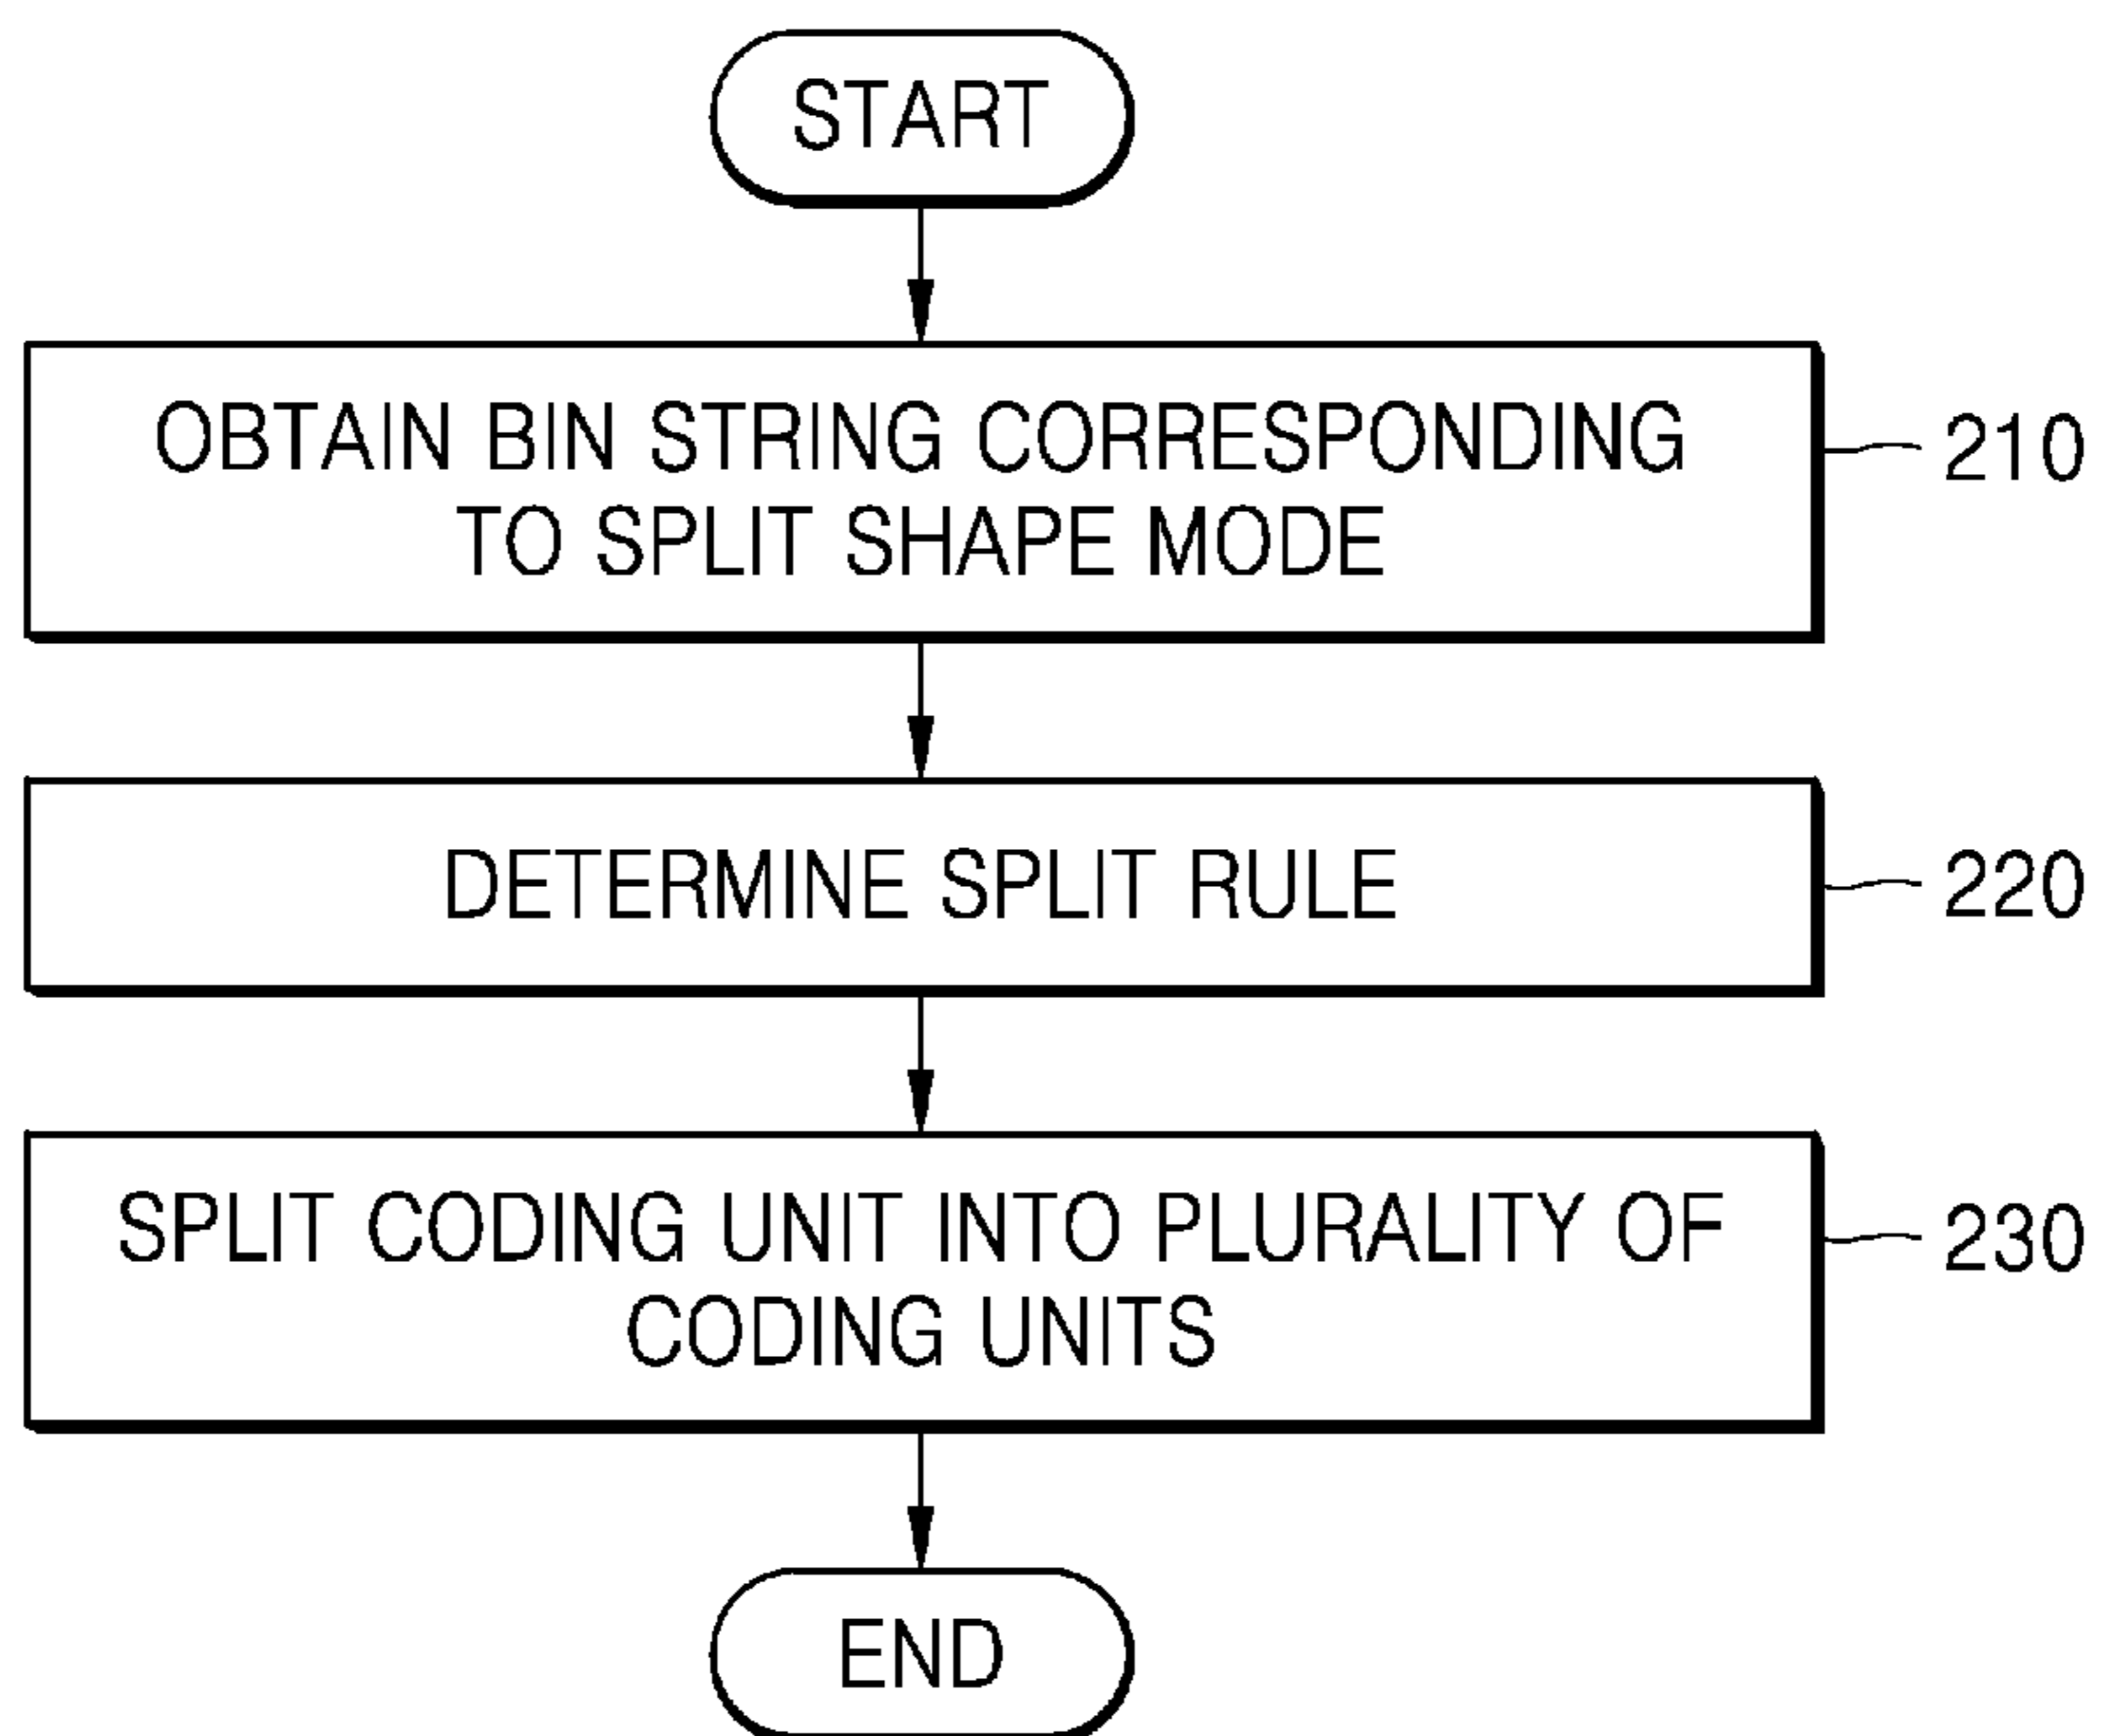 START
OBTAIN BIN STRING CORRESPONDING
TO SPLIT SHAPE MODE
210
DETERMINE SPLIT RULE
220
SPLIT CODING UNIT INTO PLURALITY OF
CODING UNITS
230
END